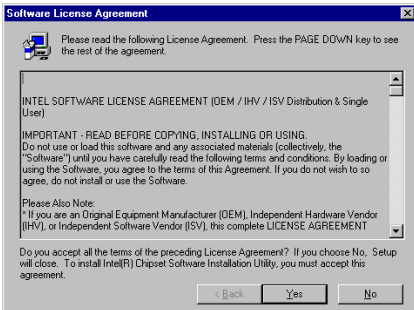 Software License Agreement
Please read the following License Agreement. Press the PAGE DOWN key to see
the rest of the agreement.
INTEL SOFTWARE LICENSE AGREEMENT (OEM / IHV / ISV Distribution & Single
User)
IMPORTANT - READ BEFORE COPYING, INSTALLING OR USING.
Do not use or load this software and any associated materials (collectively, the
"Software") until you have carefully read the following terms and conditions. By loading or
using the Software, you agree to the terms of this Agreement. If you do not wish to so
agree, do not install or use the Software.
Please Also Note:
* If you are an Original Equipment Manufacturer (OEM), Independent Hardware Vendor
(IHV), or Independent Software Vendor (ISV), this complete LICENSE AGREEMENT
Do you accept all the terms of the preceding License Agreement? If you choose No, Setup
will close. To install Intel(R) Chipset Software Installation Utility, you must accept this
agreement.
< Back
Yes
No